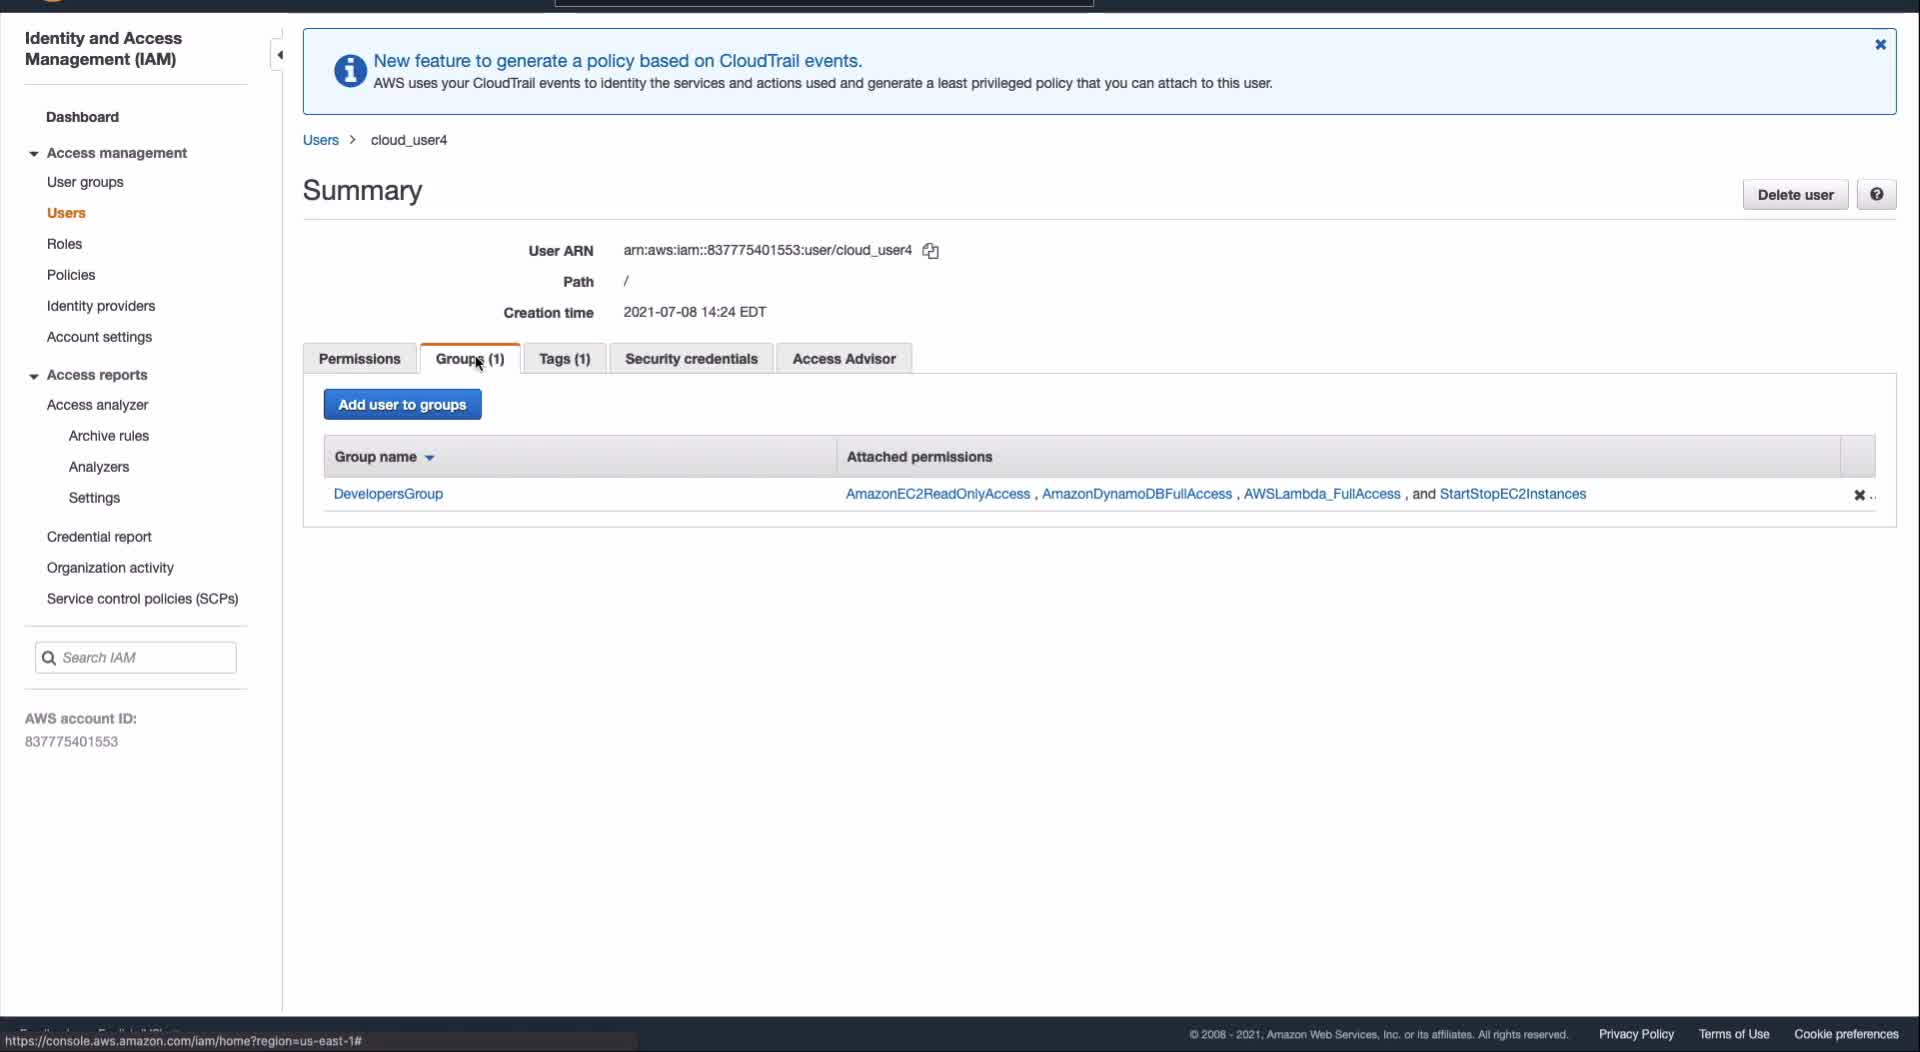 Identity and Access
Management (IAM)
Dashboard
Access management
User groups
Users
Roles
Policies
Identity providers
Account settings
Access reports
Access analyzer
Archive rules
Analyzers
Settings
Credential report
Organization activity
Service control policies (SCPs)
Search IAM
AWS account ID:
837775401553
New feature to generate a policy based on CloudTrail events.
AWS uses your CloudTrail events to identity the services and actions used and generate a least privileged policy that you can attach to this user.
Users > cloud_user4
Summary
Delete user
User ARN arn:aws:iam::837775401553:user/cloud_user4
Path /
Creation time 2021-07-08 14:24 EDT
Permissions Groups (1) Tags (1) Security credentials Access Advisor
Add user to groups
Group name Attached permissions
DevelopersGroup AmazonEC2ReadOnlyAccess , AmazonDynamoDBFullAccess , AWSLambda_FullAccess , and StartStopEC2Instances
https://console.aws.amazon.com/iam/home?region=us-east-1#
© 2008 - 2021, Amazon Web Services, Inc. or its affiliates. All rights reserved. Privacy Policy Terms of Use Cookie preferences